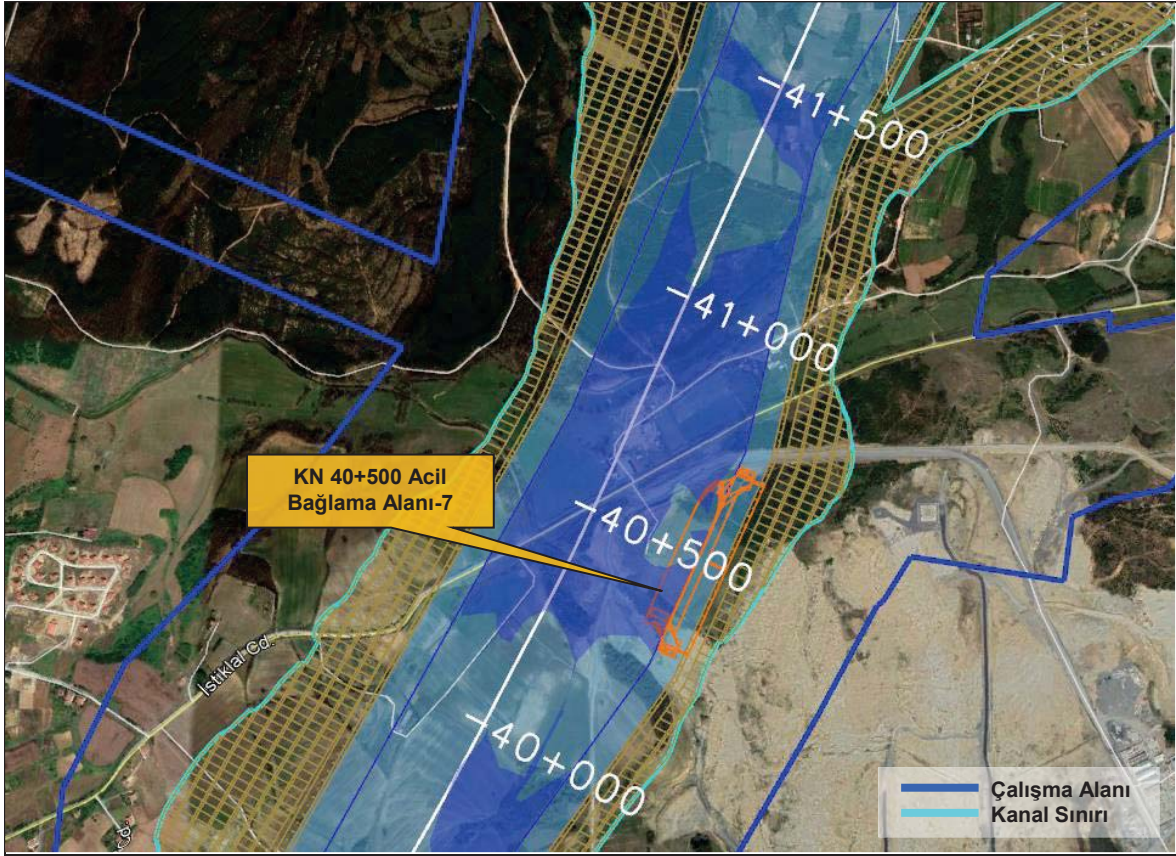 -41+500
-41+000
KN 40+500 Acil
Bağlama Alanı-7
-40+500
İstiklal Cd.
-40+000
Cd.
Çalışma Alanı
Kanal Sınırı